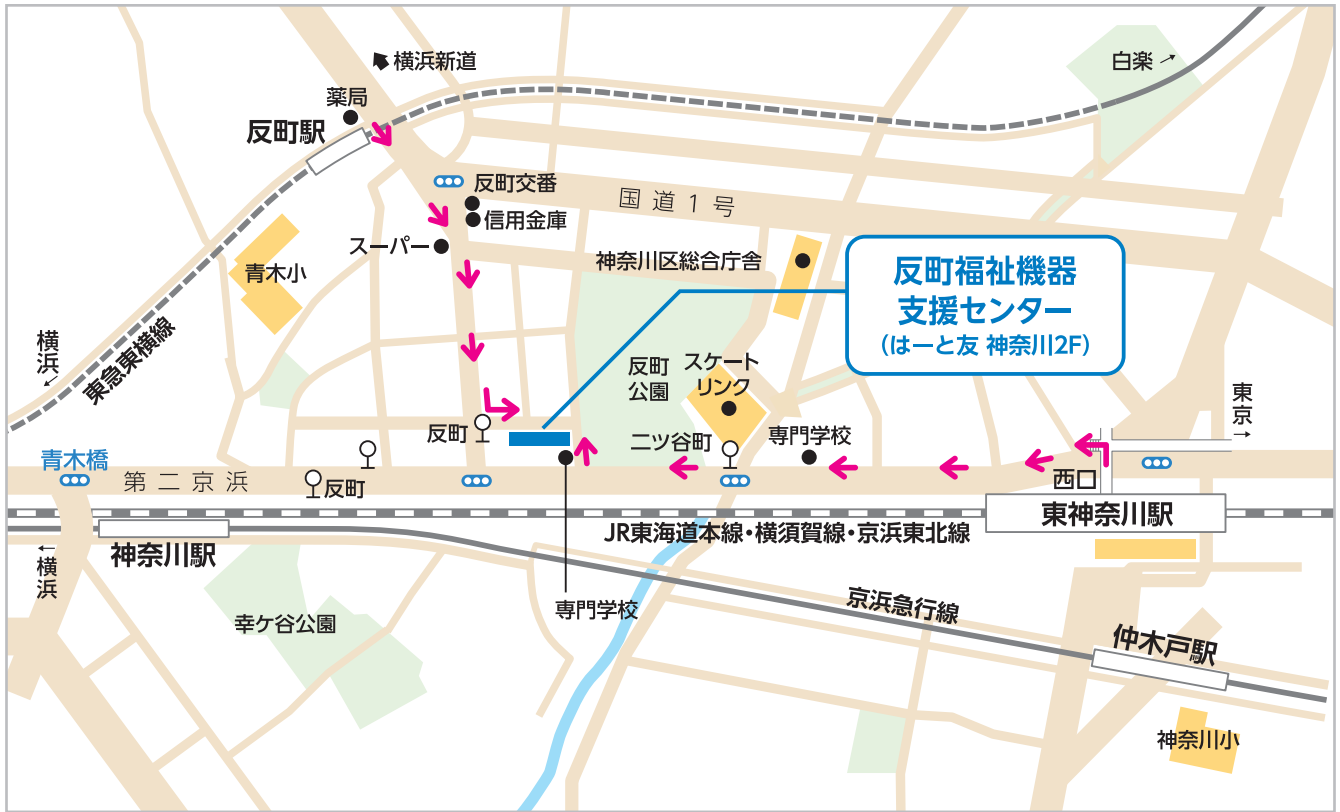 横浜新道
白楽
薬局
反町駅
反町交番
国道1号
信用金庫
スーパー
神奈川区総合庁舎
反町福祉機器
支援センター
(はーと友 神奈川2F)
青木小
横浜
東急東横線
反町
公園
スケート
リンク
東京
反町
二ツ谷町
専門学校
青木橋
第二京浜
反町
西口
東神奈川駅
JR東海道本線・横須賀線・京浜東北線
神奈川駅
横浜
専門学校
京浜急行線
幸ケ谷公園
仲木戸駅
神奈川小